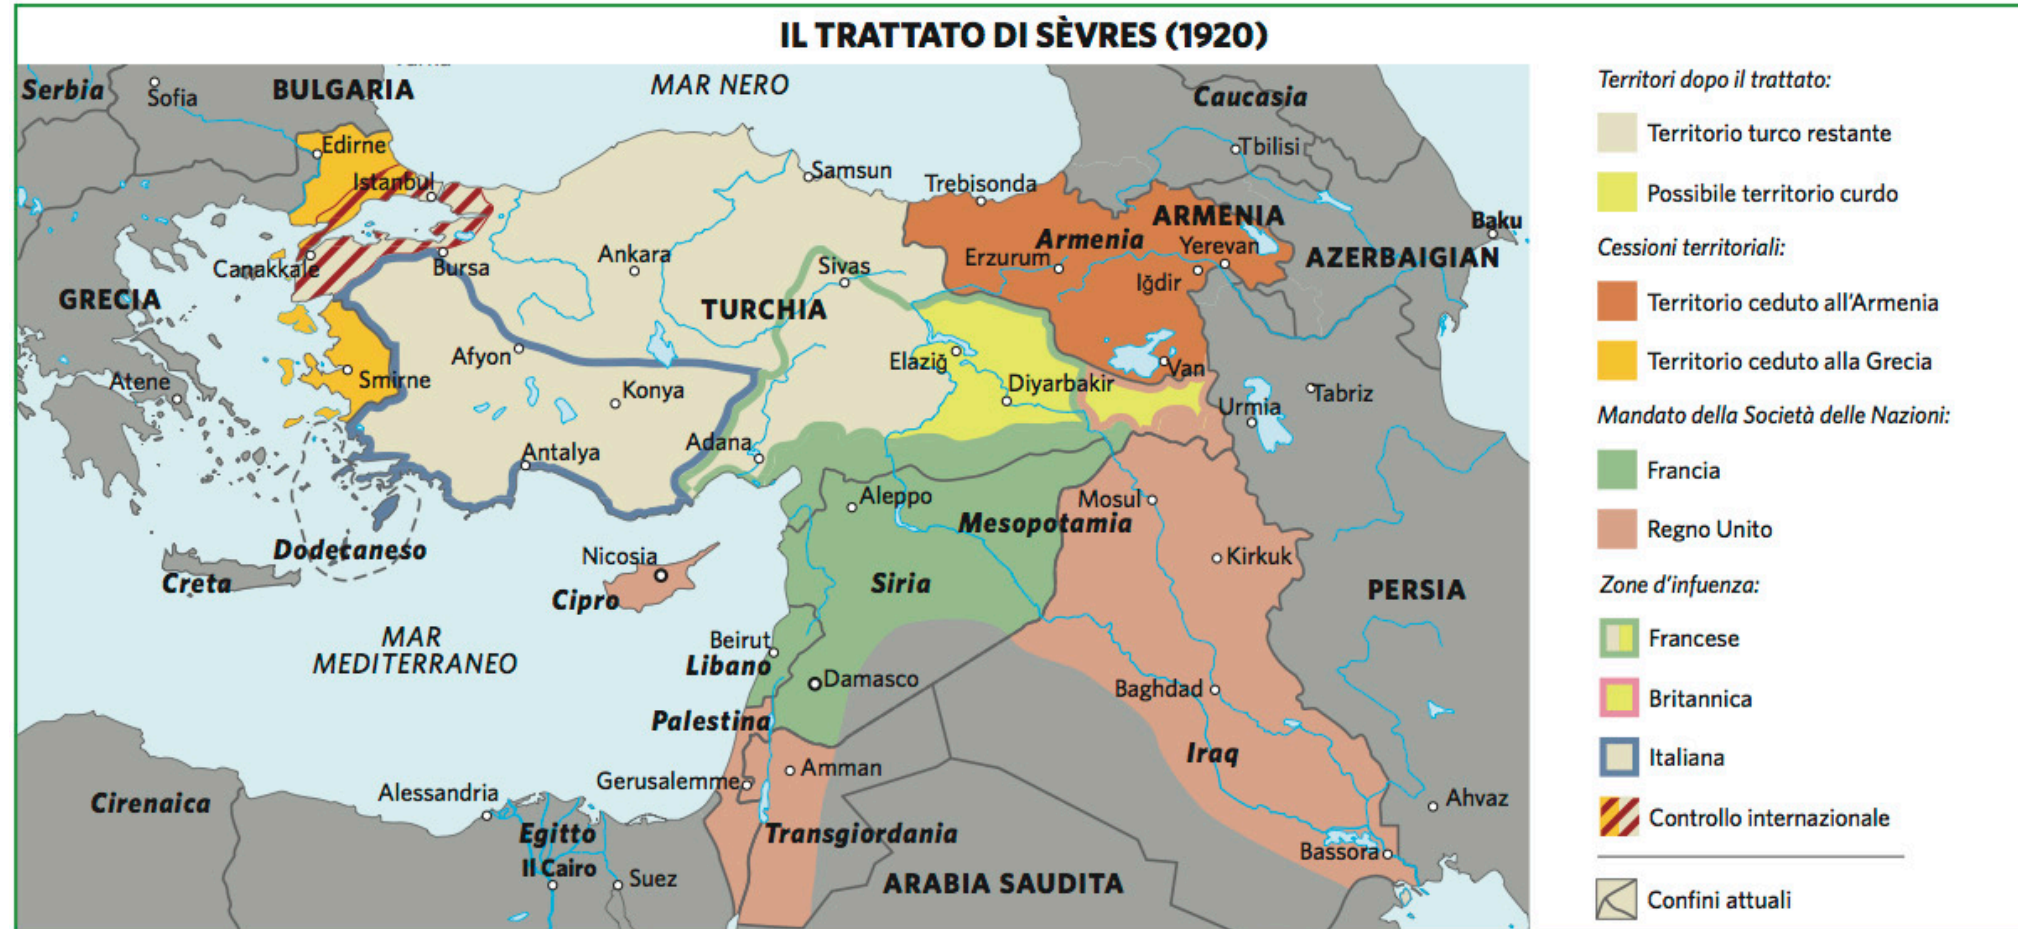 IL TRATTATO DI SÈVRES (1920)
Serbia
Sofia
BULGARIA
MAR NERO
Caucasia
Tbilisi
Edirne
Istanbul
Samsun
Trebisonda
ARMENIA
Armenia
Yerevan
Baku
Canakkale
Bursa
Ankara
Sivas
Erzurum
Iğdir
AZERBAIGIAN
GRECIA
TURCHIA
Afyon
Elaziğ
Van
Atene
Smirne
Konya
Diyarbakir
Urmia
Tabriz
Antalya
Adana
Aleppo
Mosul
Mesopotamia
Dodecaneso
Nicosia
Kirkuk
Creta
Cipro
Siria
PERSIA
MAR
MEDITERRANEO
Beirut
Libano
Damasco
Baghdad
Palestina
Iraq
Cirenaica
Alessandria
Gerusalemme
Amman
Ahvaz
Egitto
Transgiordania
Bassora
Il Cairo
Suez
ARABIA SAUDITA
Territori dopo il trattato:
Territorio turco restante
Possibile territorio curdo
Cessioni territoriali:
Territorio ceduto all'Armenia
Territorio ceduto alla Grecia
Mandato della Società delle Nazioni:
Francia
Regno Unito
Zone d'infuenza:
Francese
Britannica
Italiana
Controllo internazionale
Confini attuali